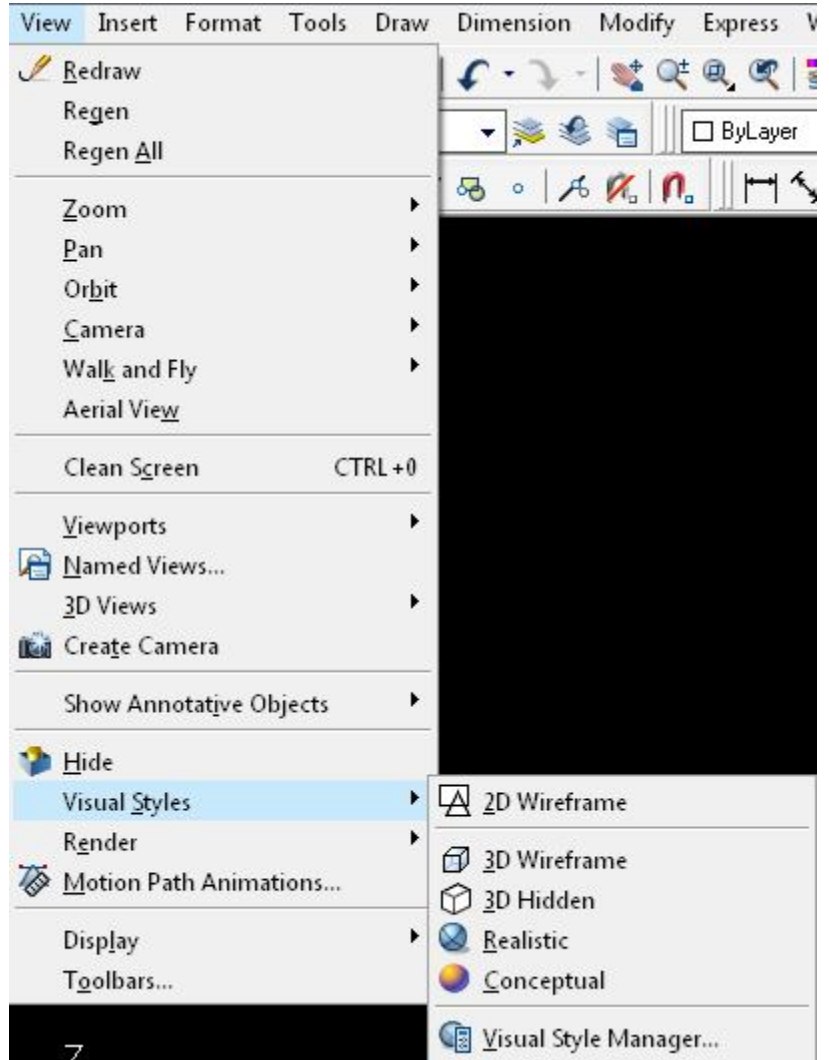 View Insert Format Tools Draw Dimension Modify Express
Redraw
Regen
Regen All
ByLayer
Zoom
Pan
Orbit
Camera
Walk and Fly
Aerial View
Clean Screen CTRL+0
Viewports
Named Views...
3D Views
Create Camera
Show Annotative Objects
Hide
Visual Styles
2D Wireframe
Render
3D Wireframe
Motion Path Animations...
3D Hidden
Display
Realistic
Toolbars...
Conceptual
Visual Style Manager...
Z